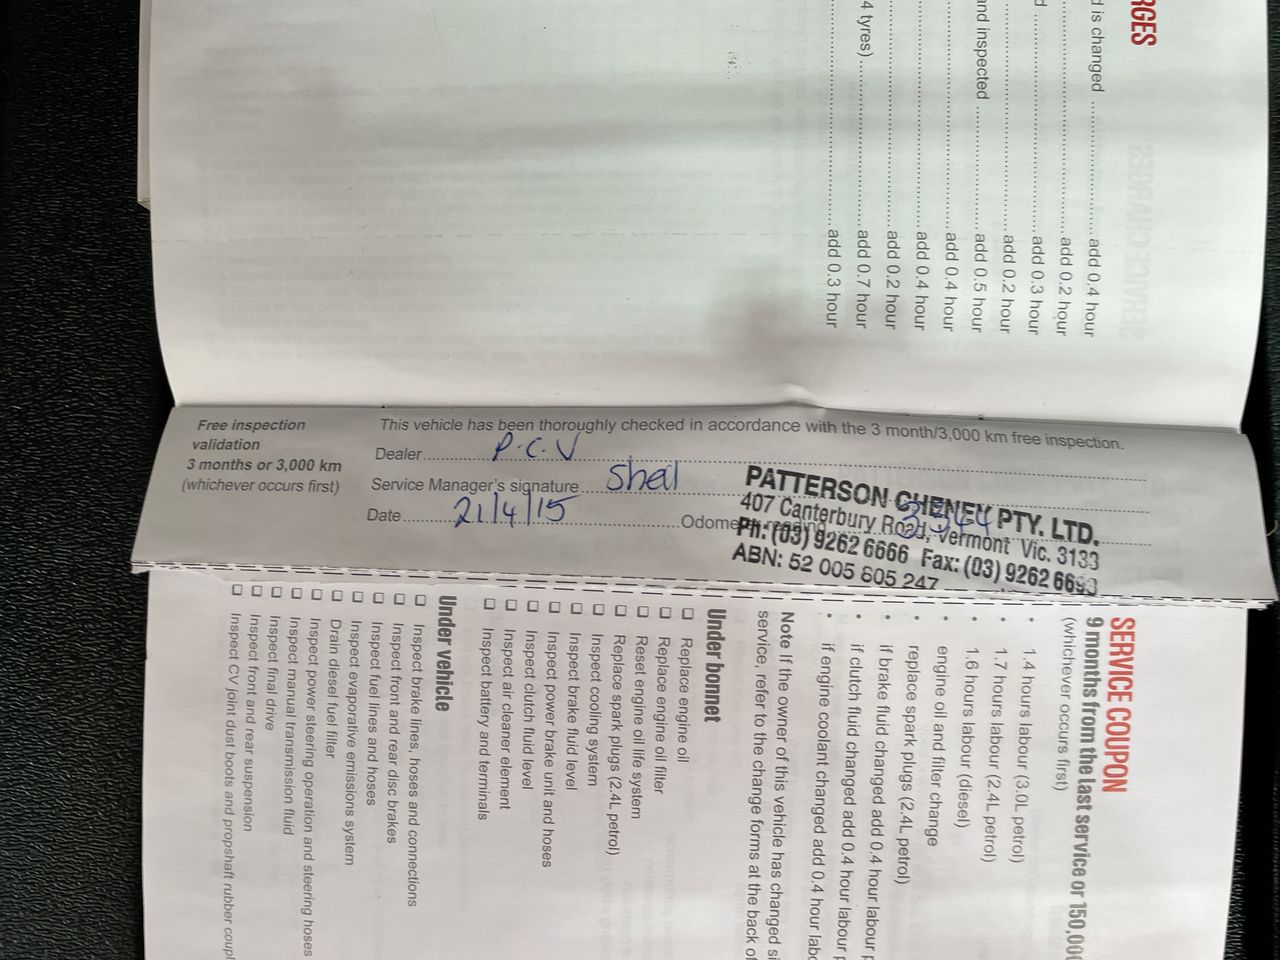 Free inspection
validation
3 months or 3,000 km
(whichever occurs first)
This vehicle has been thoroughly checked in accordance with the 3 month/3,000 km free inspection.
Dealer P.C.V
Service Manager's signature Sheil
Date 21/4/15
PATTERSON CHENEY PTY. LTD.
407 Canterbury Road, Vermont Vic. 3133
Ph: (03) 9262 6666 Fax: (03) 9262 6693
ABN: 52 005 605 247
RGES
d is changed add 0.4 hour
add 0.2 hour
d add 0.3 hour
add 0.2 hour
and inspected add 0.5 hour
add 0.4 hour
add 0.4 hour
add 0.2 hour
4 tyres) add 0.7 hour
add 0.3 hour
SERVICE COUPON
9 months from the last service or 150,00
(whichever occurs first)
• 1.4 hours labour (3.0L petrol)
• 1.7 hours labour (2.4L petrol)
• 1.6 hours labour (diesel)
• engine oil and filter change
• replace spark plugs (2.4L petrol)
• if brake fluid changed add 0.4 hour labour p
• if clutch fluid changed add 0.4 hour labour p
• if engine coolant changed add 0.4 hour labo
Note If the owner of this vehicle has changed si
service, refer to the change forms at the back of
Under bonnet
Replace engine oil
Replace engine oil filter
Reset engine oil life system
Replace spark plugs (2.4L petrol)
Inspect cooling system
Inspect brake fluid level
Inspect power brake unit and hoses
Inspect clutch fluid level
Inspect air cleaner element
Inspect battery and terminals
Under vehicle
Inspect brake lines, hoses and connections
Inspect front and rear disc brakes
Inspect fuel lines and hoses
Inspect evaporative emissions system
Drain diesel fuel filter
Inspect power steering operation and steering hoses
Inspect manual transmission fluid
Inspect final drive
Inspect front and rear suspension
Inspect CV joint dust boots and propshaft rubber coupl